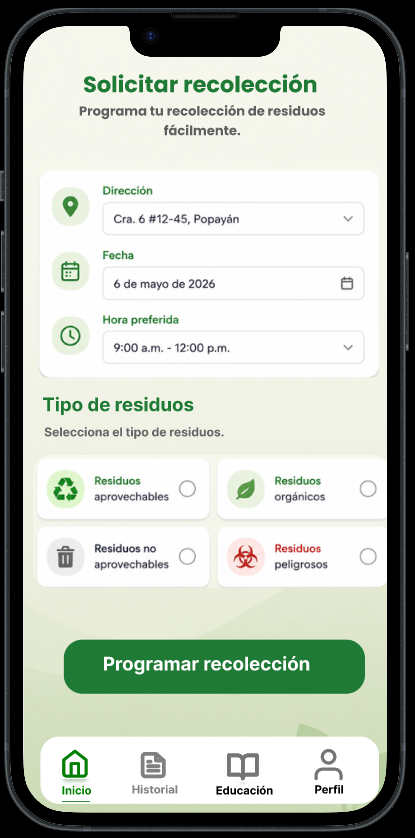 Solicitar recolección
Programa tu recolección de residuos
fácilmente.
Dirección
Cra. 6 #12-45, Popayán
Fecha
6 de mayo de 2026
Hora preferida
9:00 a.m. - 12:00 p.m.
Tipo de residuos
Selecciona el tipo de residuos.
Residuos
aprovechables
Residuos
orgánicos
Residuos no
aprovechables
Residuos
peligrosos
Programar recolección
Inicio
Historial
Educación
Perfil